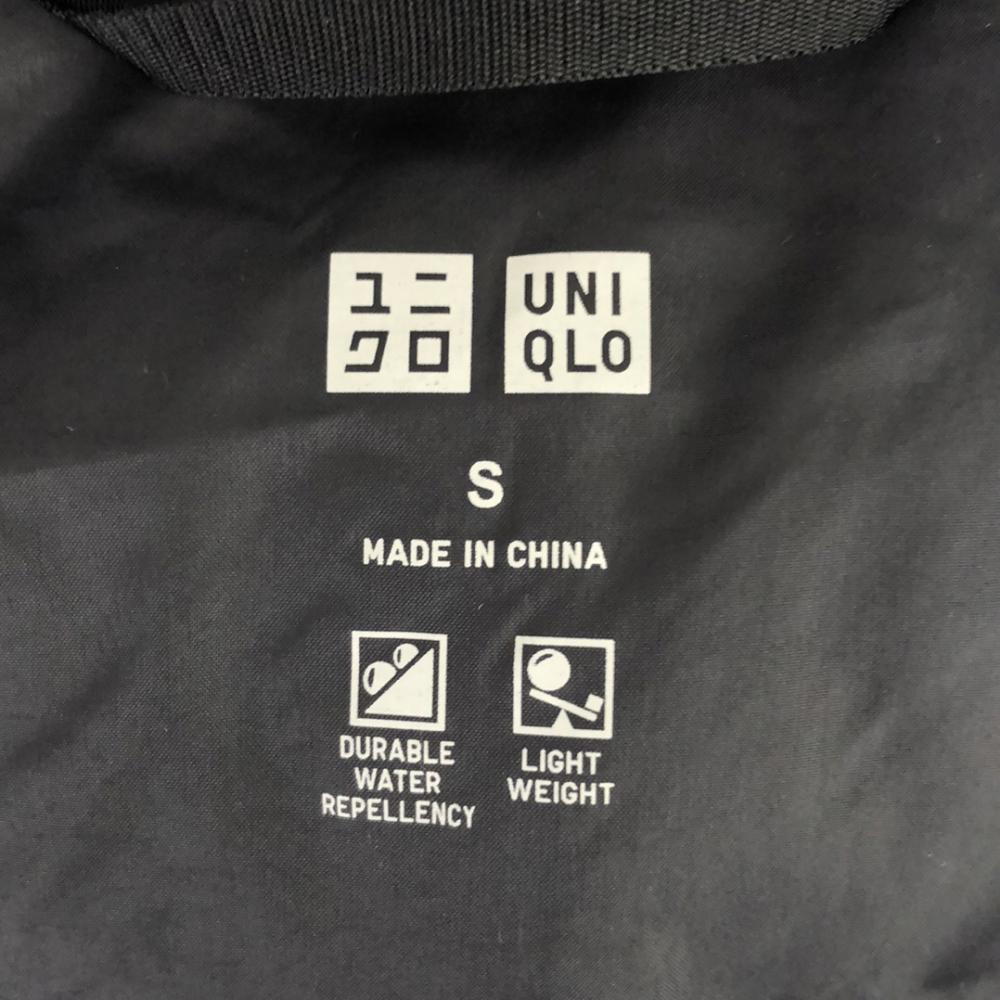 ユニ
クロ
UNI
QLO
S
MADE IN CHINA
DURABLE
WATER
REPELLENCY
LIGHT
WEIGHT